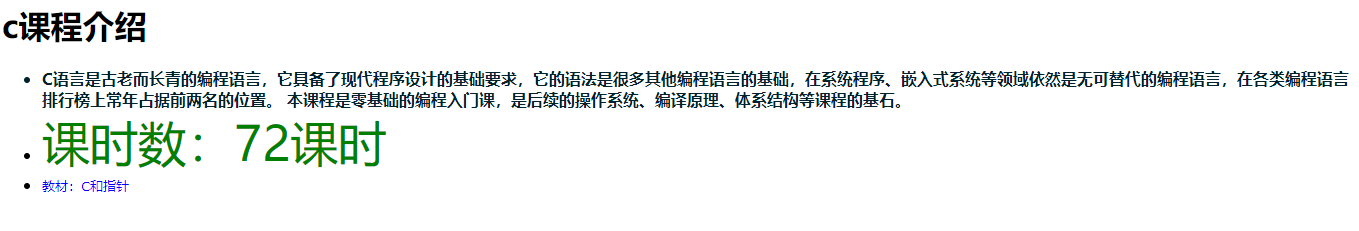 c课程介绍
C语言是古老而长青的编程语言，它具备了现代程序设计的基础要求，它的语法是很多其他编程语言的基础，在系统程序、嵌入式系统等领域依然是无可替代的编程语言，在各类编程语言
排行榜上常年占据前两名的位置。 本课程是零基础的编程入门课，是后续的操作系统、编译原理、体系结构等课程的基石。
课时数：72课时
教材：C和指针